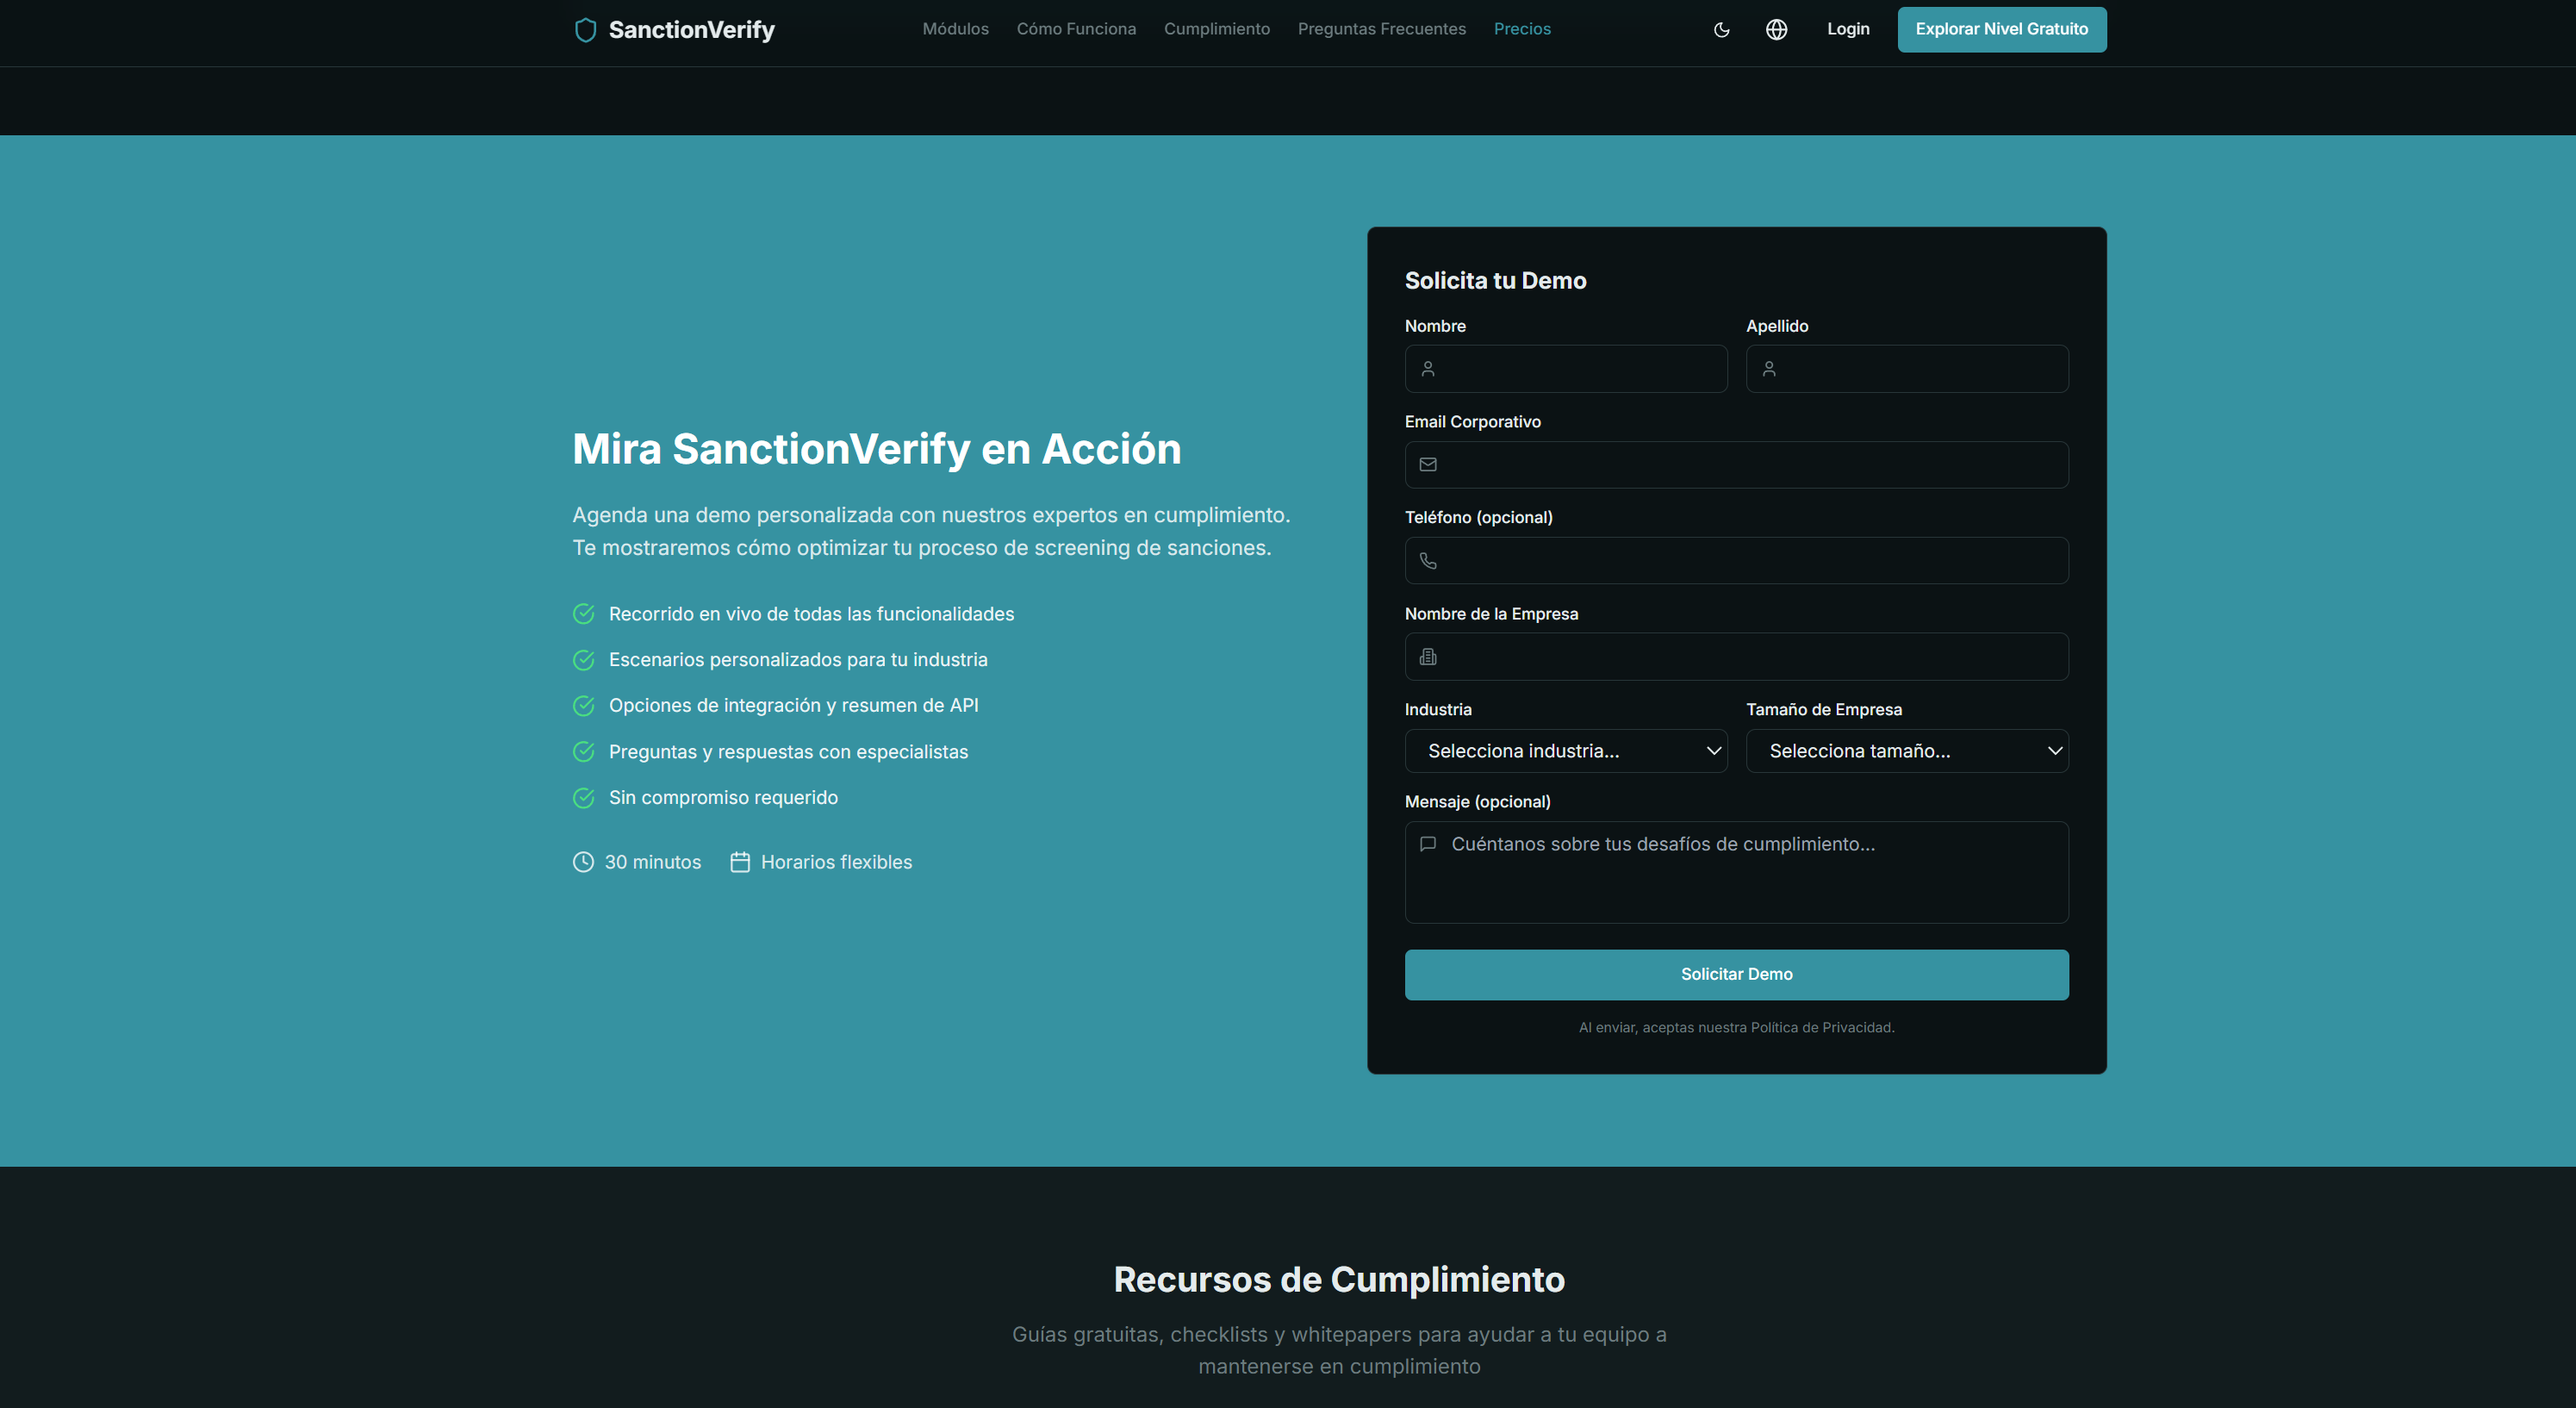 SanctionVerify
Módulos
Cómo Funciona
Cumplimiento
Preguntas Frecuentes
Precios
Login
Explorar Nivel Gratuito
Mira SanctionVerify en Acción
Agenda una demo personalizada con nuestros expertos en cumplimiento.
Te mostraremos cómo optimizar tu proceso de screening de sanciones.
Recorrido en vivo de todas las funcionalidades
Escenarios personalizados para tu industria
Opciones de integración y resumen de API
Preguntas y respuestas con especialistas
Sin compromiso requerido
30 minutos
Horarios flexibles
Solicita tu Demo
Nombre
Apellido
Email Corporativo
Teléfono (opcional)
Nombre de la Empresa
Industria
Tamaño de Empresa
Selecciona industria...
Selecciona tamaño...
Mensaje (opcional)
Cuéntanos sobre tus desafíos de cumplimiento...
Solicitar Demo
Al enviar, aceptas nuestra Política de Privacidad.
Recursos de Cumplimiento
Guías gratuitas, checklists y whitepapers para ayudar a tu equipo a
mantenerse en cumplimiento